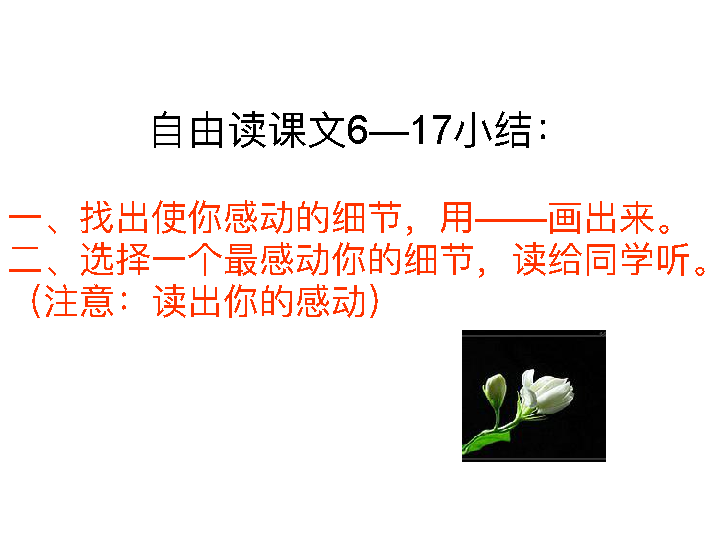 自由读课文6—17小结：
一、找出使你感动的细节，用——画出来。
二、选择一个最感动你的细节，读给同学听。
（注意：读出你的感动）